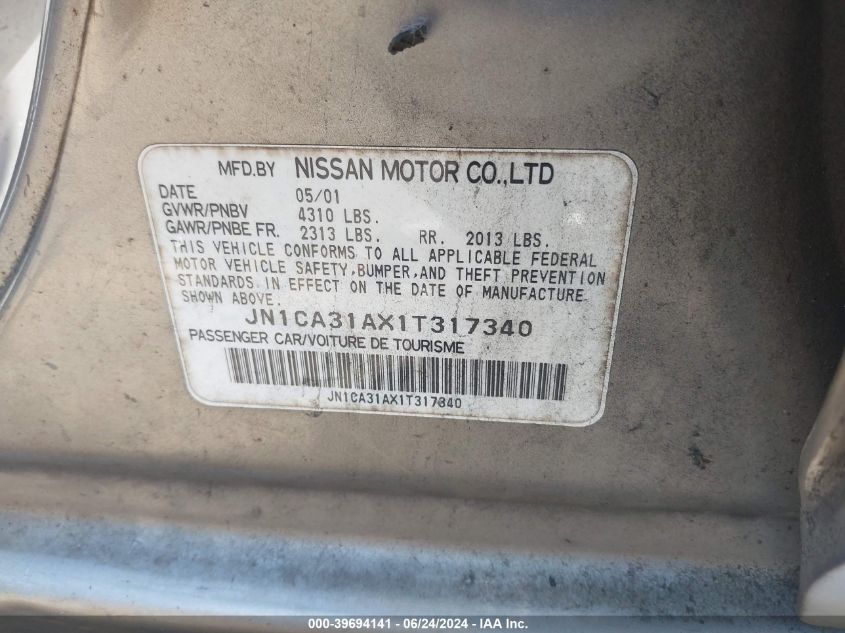 MFD.BY NISSAN MOTOR CO.,LTD
DATE 05/01
GVWR/PNBV 4310 LBS.
GAWR/PNBE FR. 2313 LBS. RR. 2013 LBS.
THIS VEHICLE CONFORMS TO ALL APPLICABLE FEDERAL
MOTOR VEHICLE SAFETY, BUMPER, AND THEFT PREVENTION
STANDARDS IN EFFECT ON THE DATE OF MANUFACTURE
SHOWN ABOVE.
JN1CA31AX1T317340
PASSENGER CAR/VOITURE DE TOURISME
JN1CA31AX1T317340
000-39694141 - 06/24/2024 - WWW.IAAI.COM